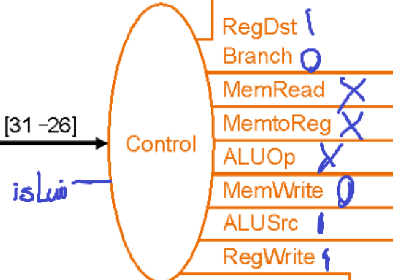 RegDst 1
Branch 0
MemRead X
[31-26]
MemtoReg X
Control
ALUOp X
isLui
MemWrite 0
ALUSrc 1
RegWrite 1